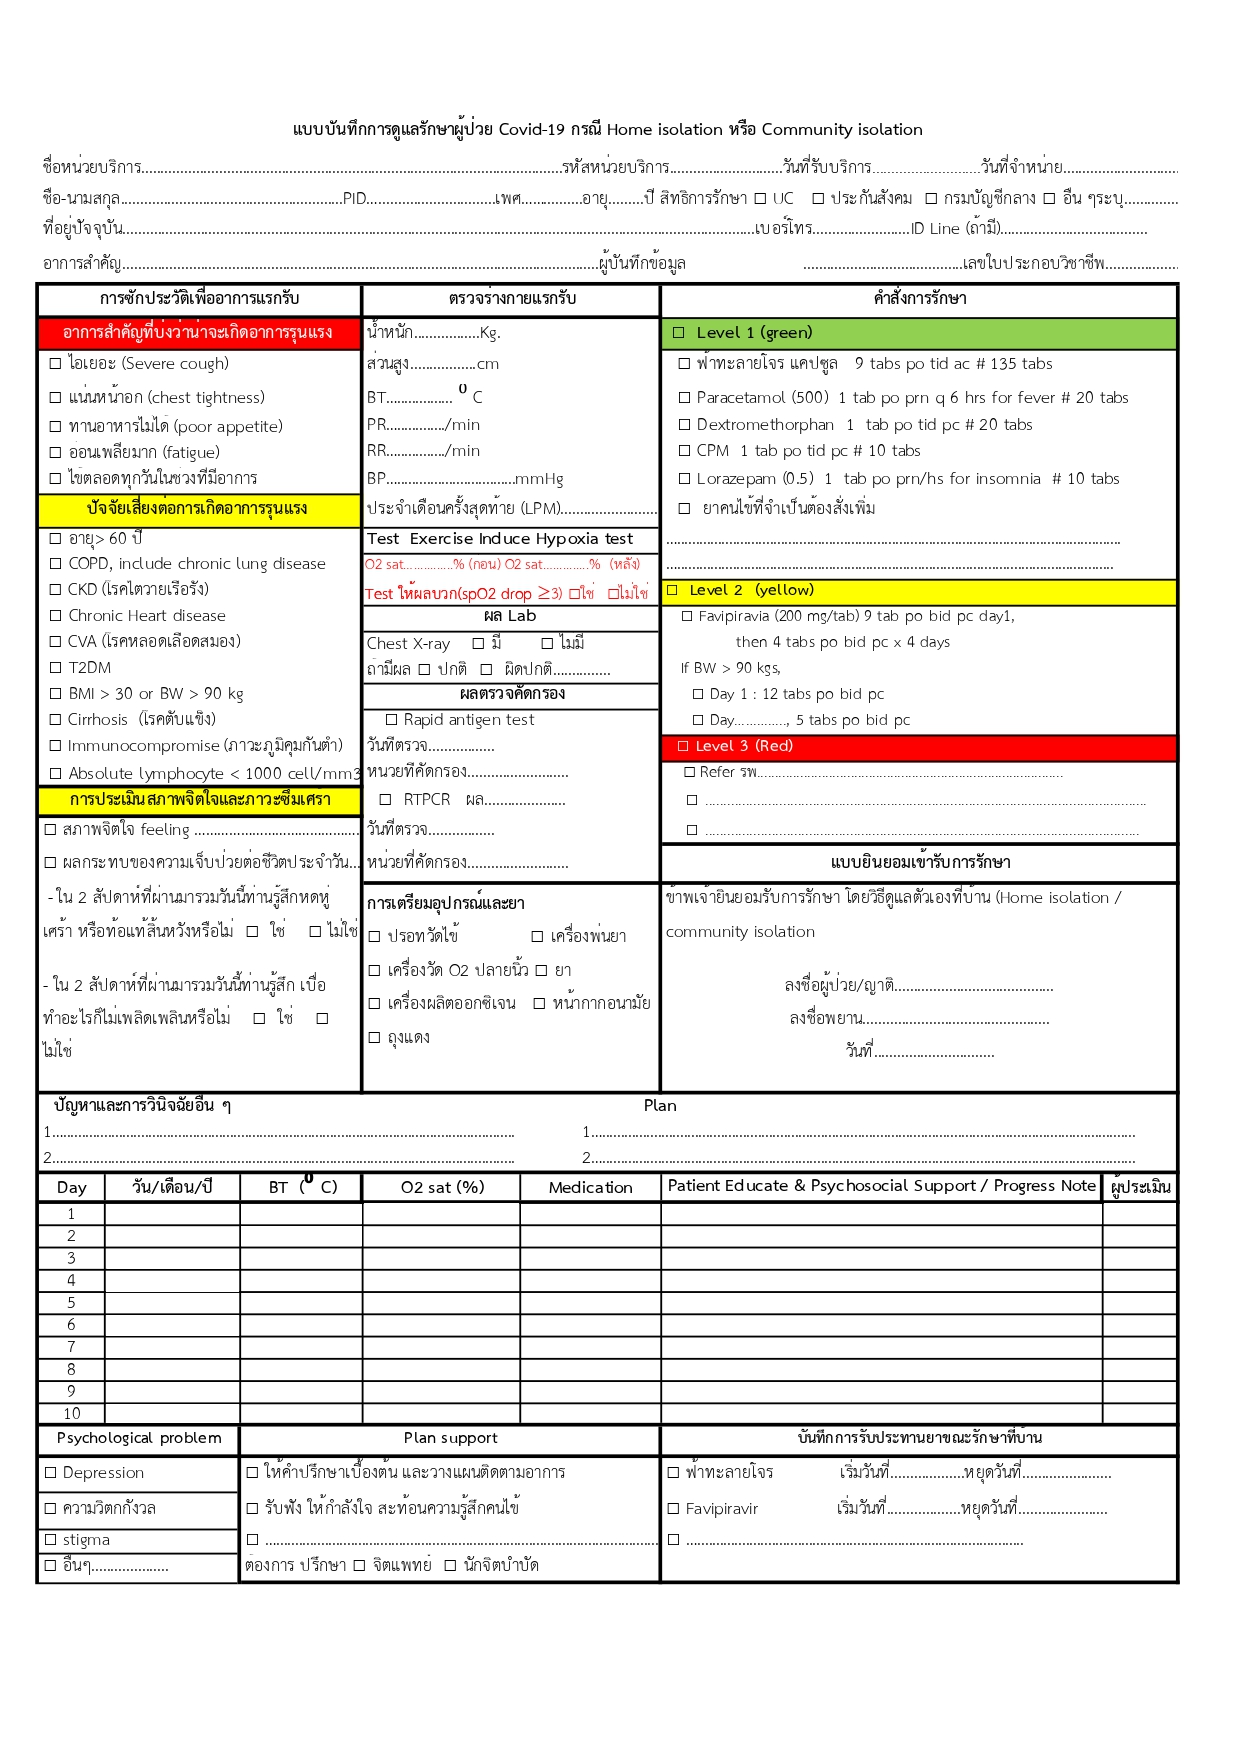 แบบบันทึกการดูแลรักษาผู้ป่วย Covid-19 กรณี Home isolation หรือ Community isolation
ชื่อหน่วยบริการ....................รหัสหน่วยบริการ....................วันที่รับบริการ....................วันที่จำหน่าย....................
ชื่อ-นามสกุล....................PID....................เพศ...............อายุ.........ปี สิทธิการรักษา ☐ UC ☐ ประกันสังคม ☐ กรมบัญชีกลาง ☐ อื่น ๆระบุ..............
ที่อยู่ปัจจุบัน....................เบอร์โทร....................ID Line (ถ้ามี)....................
อาการสำคัญ....................ผู้บันทึกข้อมูล ....................เลขใบประกอบวิชาชีพ....................
การซักประวัติเพื่ออาการแรกรับ
อาการสำคัญที่บ่งว่าน่าจะเกิดอาการรุนแรง
☐ ไอเยอะ (Severe cough)
☐ แน่นหน้าอก (chest tightness)
☐ ทานอาหารไม่ได้ (poor appetite)
☐ อ่อนเพลียมาก (fatigue)
☐ ไข้ตลอดทุกวันในช่วงที่มีอาการ
ปัจจัยเสี่ยงต่อการเกิดอาการรุนแรง
☐ อายุ> 60 ปี
☐ COPD, include chronic lung disease
☐ CKD (โรคไตวายเรื้อรัง)
☐ Chronic Heart disease
☐ CVA (โรคหลอดเลือดสมอง)
☐ T2DM
☐ BMI > 30 or BW > 90 kg
☐ Cirrhosis (โรคตับแข็ง)
☐ Immunocompromise (ภาวะภูมิคุมกันต่ำ)
☐ Absolute lymphocyte < 1000 cell/mm3
การประเมินสภาพจิตใจและภาวะซึมเศรา
☐ สภาพจิตใจ feeling ....................
☐ ผลกระทบของความเจ็บป่วยต่อชีวิตประจำวัน...
- ใน 2 สัปดาห์ที่ผ่านมารวมวันนี้ท่านรู้สึกหดหู่
เศร้า หรือท้อแท้สิ้นหวังหรือไม่ ☐ ใช่ ☐ ไม่ใช่
- ใน 2 สัปดาห์ที่ผ่านมารวมวันนี้ท่านรู้สึก เบื่อ
ทำอะไรก็ไม่เพลิดเพลินหรือไม่ ☐ ใช่ ☐
ไม่ใช่
ตรวจร่างกายแรกรับ
น้ำหนัก.................Kg.
ส่วนสูง.................cm
BT................. ⁰ C
PR.............../min
RR.............../min
BP....................mmHg
ประจำเดือนครั้งสุดท้าย (LPM)....................
Test Exercise Induce Hypoxia test
O2 sat..............% (ก่อน) O2 sat.............% (หลัง)
Test ให้ผลบวก(spO2 drop ≥3) ☐ใช่ ☐ไม่ใช่
ผล Lab
Chest X-ray ☐ มี ☐ ไม่มี
ถ้ามีผล ☐ ปกติ ☐ ผิดปกติ...............
ผลตรวจคัดกรอง
☐ Rapid antigen test
วันที่ตรวจ.................
หน่วยที่คัดกรอง..........................
☐ RTPCR ผล.....................
วันที่ตรวจ.................
หน่วยที่คัดกรอง..........................
การเตรียมอุปกรณ์และยา
☐ ปรอทวัดไข้ ☐ เครื่องพ่นยา
☐ เครื่องวัด O2 ปลายนิ้ว ☐ ยา
☐ เครื่องผลิตออกซิเจน ☐ หน้ากากอนามัย
☐ ถุงแดง
คำสั่งการรักษา
☐ Level 1 (green)
☐ ฟ้าทะลายโจร แคปซูล 9 tabs po tid ac # 135 tabs
☐ Paracetamol (500) 1 tab po prn q 6 hrs for fever # 20 tabs
☐ Dextromethorphan 1 tab po tid pc # 20 tabs
☐ CPM 1 tab po tid pc # 10 tabs
☐ Lorazepam (0.5) 1 tab po prn/hs for insomnia # 10 tabs
☐ ยาคนไข้ที่จำเป็นต้องสั่งเพิ่ม
....................
....................
☐ Level 2 (yellow)
☐ Favipiravia (200 mg/tab) 9 tab po bid pc day1,
then 4 tabs po bid pc x 4 days
If BW > 90 kgs,
☐ Day 1 : 12 tabs po bid pc
☐ Day............., 5 tabs po bid pc
☐ Level 3 (Red)
☐ Refer รพ....................
☐ ....................
☐ ....................
แบบยินยอมเข้ารับการรักษา
ข้าพเจ้ายินยอมรับการรักษา โดยวิธีดูแลตัวเองที่บ้าน (Home isolation /
community isolation
ลงชื่อผู้ป่วย/ญาติ....................
ลงชื่อพยาน....................
วันที่....................
ปัญหาและการวินิจฉัยอื่น ๆ Plan
1.................... 1....................
2.................... 2....................
Day วัน/เดือน/ปี BT (⁰ C) O2 sat (%) Medication Patient Educate & Psychosocial Support / Progress Note ผู้ประเมิน
1
2
3
4
5
6
7
8
9
10
Psychological problem Plan support บันทึกการรับประทานยาขณะรักษาที่บ้าน
☐ Depression ☐ ให้คำปรึกษาเบื้องต้น และวางแผนติดตามอาการ ☐ ฟ้าทะลายโจร เริ่มวันที่....................หยุดวันที่....................
☐ ความวิตกกังวล ☐ รับฟัง ให้กำลังใจ สะท้อนความรู้สึกคนไข้ ☐ Favipiravir เริ่มวันที่....................หยุดวันที่....................
☐ stigma ☐ .................... ☐ ....................
☐ อื่นๆ.................... ต้องการ ปรึกษา ☐ จิตแพทย์ ☐ นักจิตบำบัด